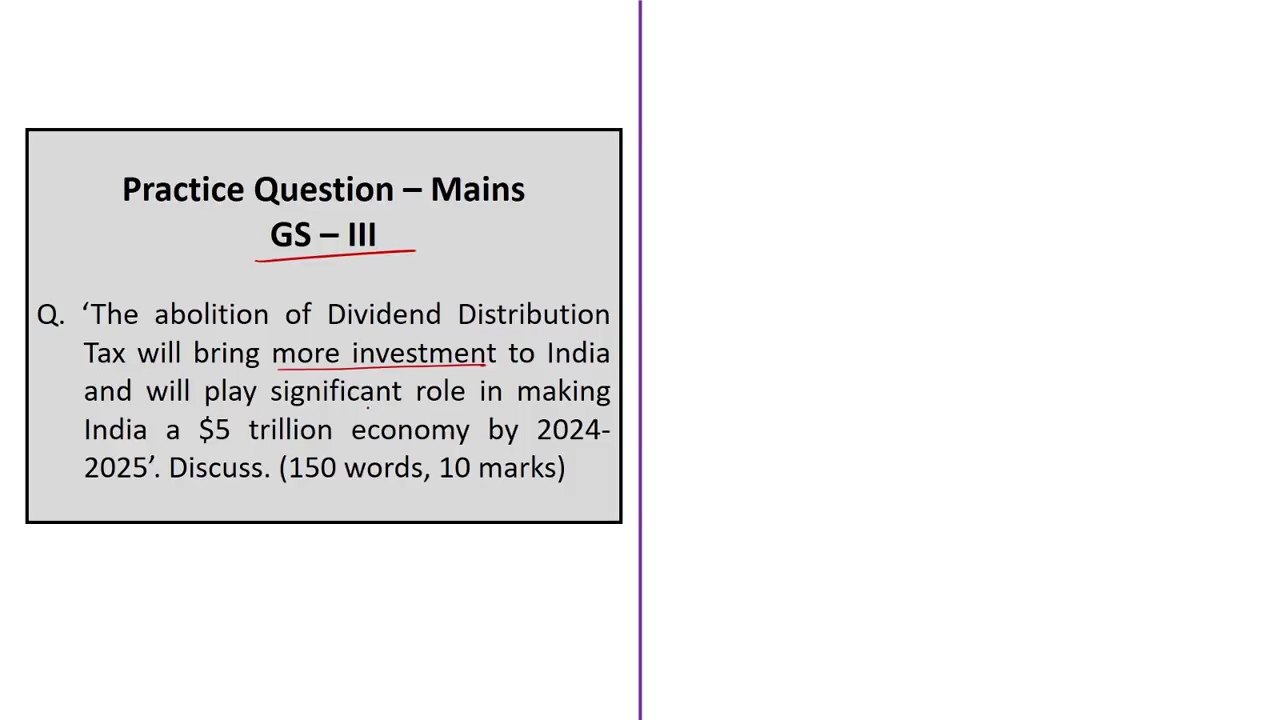 Practice Question – Mains
GS – III
Q. ‘The abolition of Dividend Distribution
Tax will bring more investment to India
and will play significant role in making
India a $5 trillion economy by 2024-
2025’. Discuss. (150 words, 10 marks)